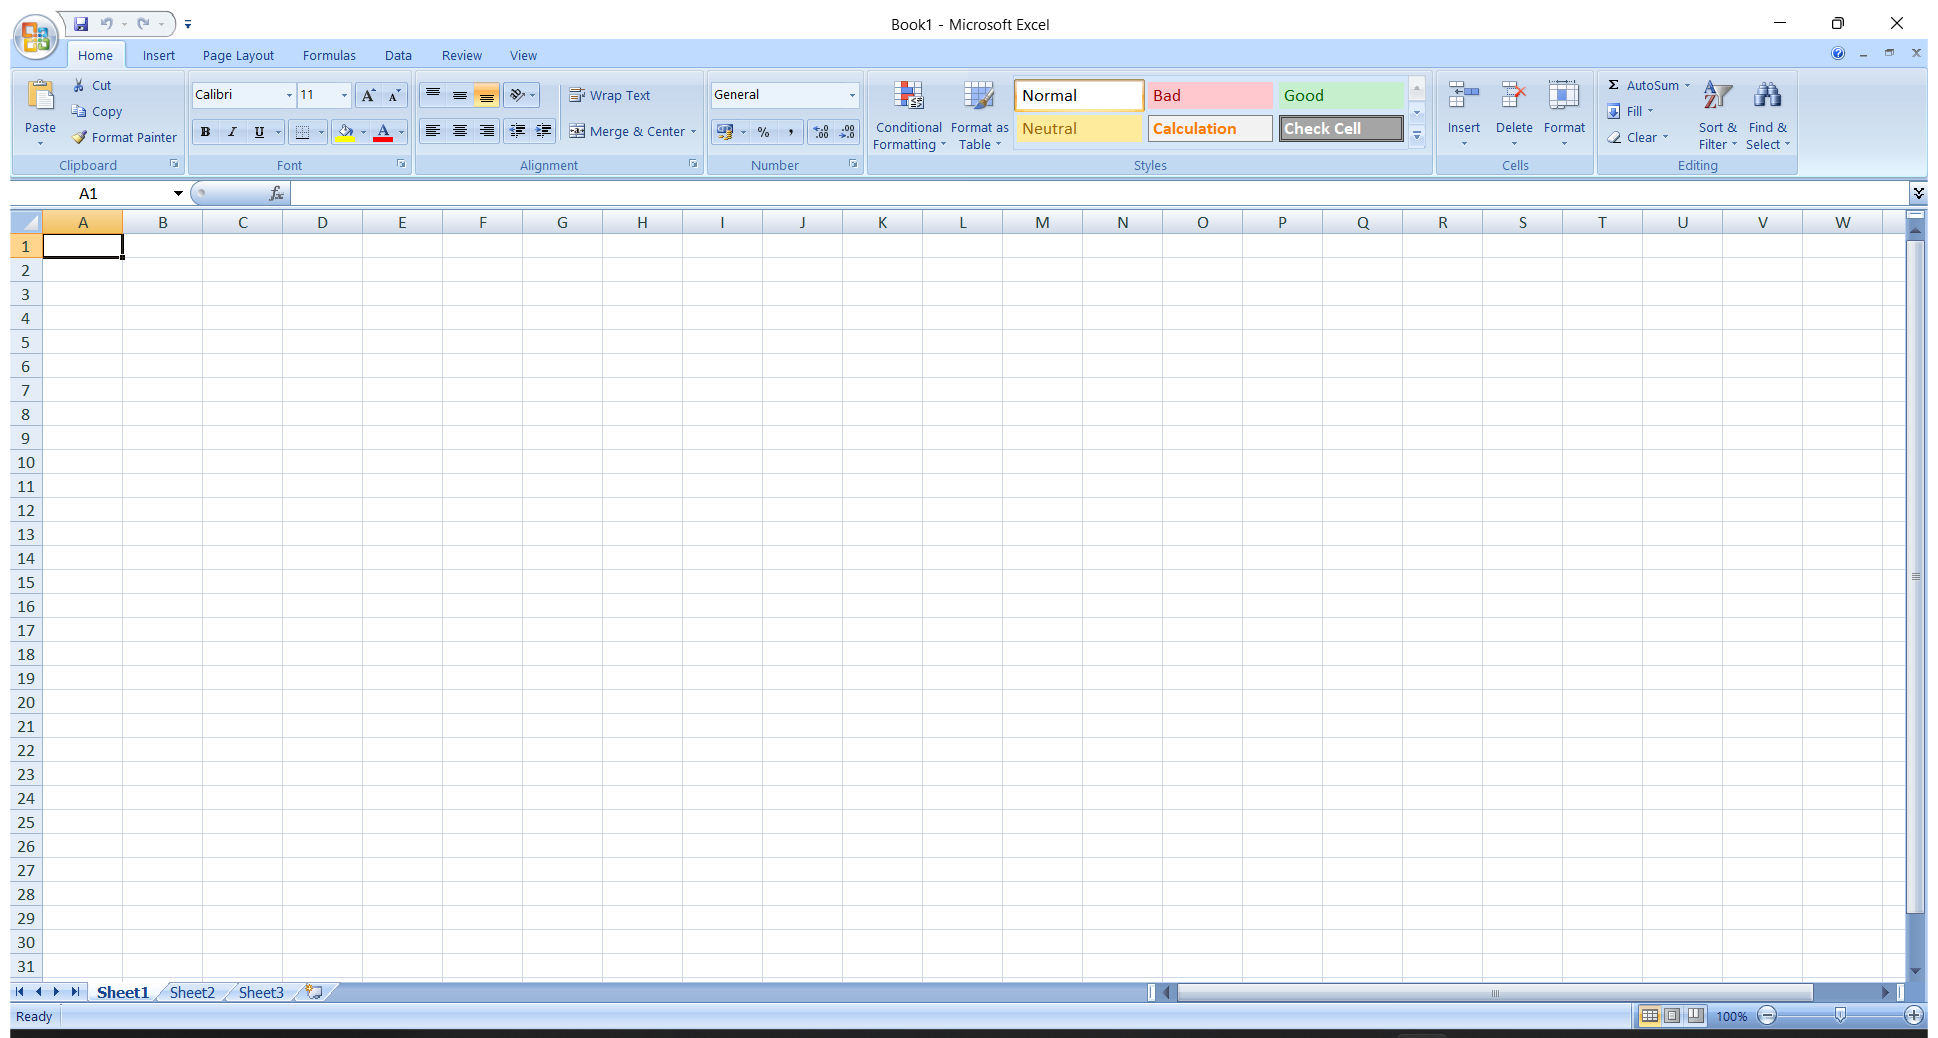 Book1 - Microsoft Excel
Home Insert Page Layout Formulas Data Review View
Paste Cut Copy Format Painter
Clipboard
Calibri 11
B I U A
Font
Wrap Text
Merge & Center
Alignment
General
% , .00 .00
Number
Conditional Formatting Format as Table
Normal Bad Good
Neutral Calculation Check Cell
Styles
Insert Delete Format
Cells
Σ AutoSum
Fill
Clear
Sort & Filter Find & Select
Editing
A1 fx
A B C D E F G H I J K L M N O P Q R S T U V W
1
2
3
4
5
6
7
8
9
10
11
12
13
14
15
16
17
18
19
20
21
22
23
24
25
26
27
28
29
30
31
Sheet1 Sheet2 Sheet3
Ready 100%